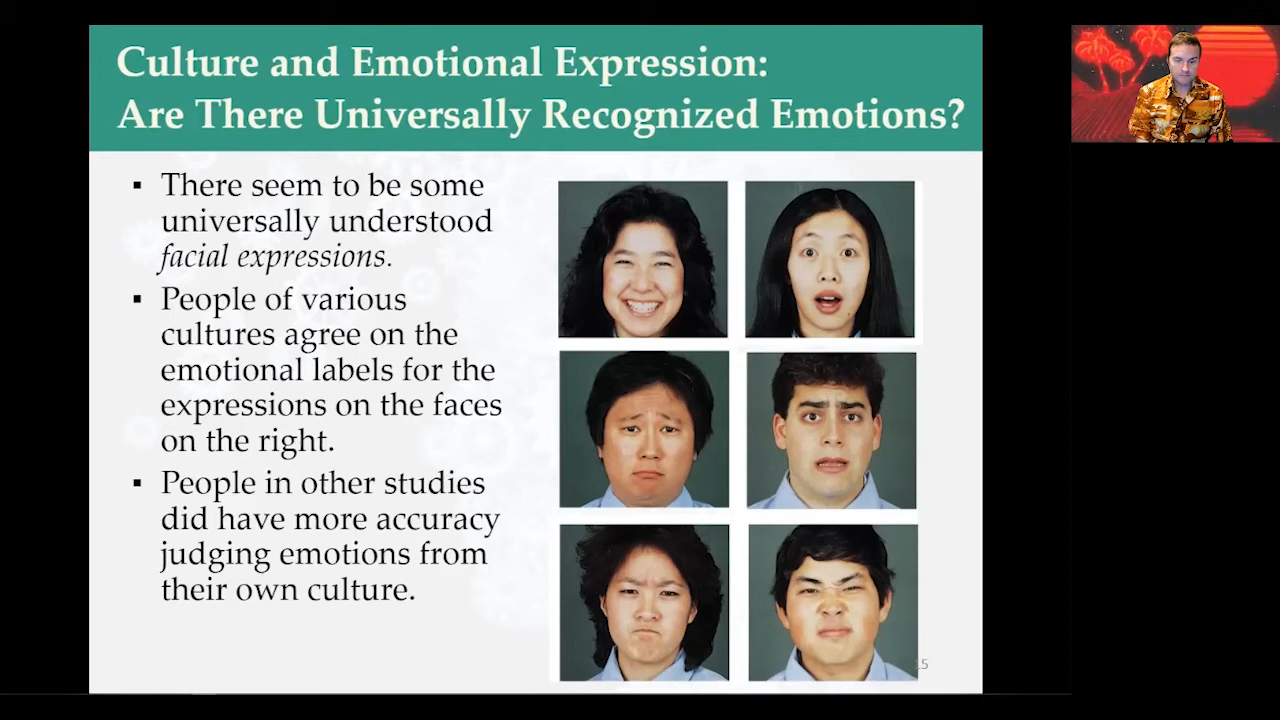 Culture and Emotional Expression:
Are There Universally Recognized Emotions?
▪ There seem to be some
universally understood
facial expressions.
▪ People of various
cultures agree on the
emotional labels for the
expressions on the faces
on the right.
▪ People in other studies
did have more accuracy
judging emotions from
their own culture.
15